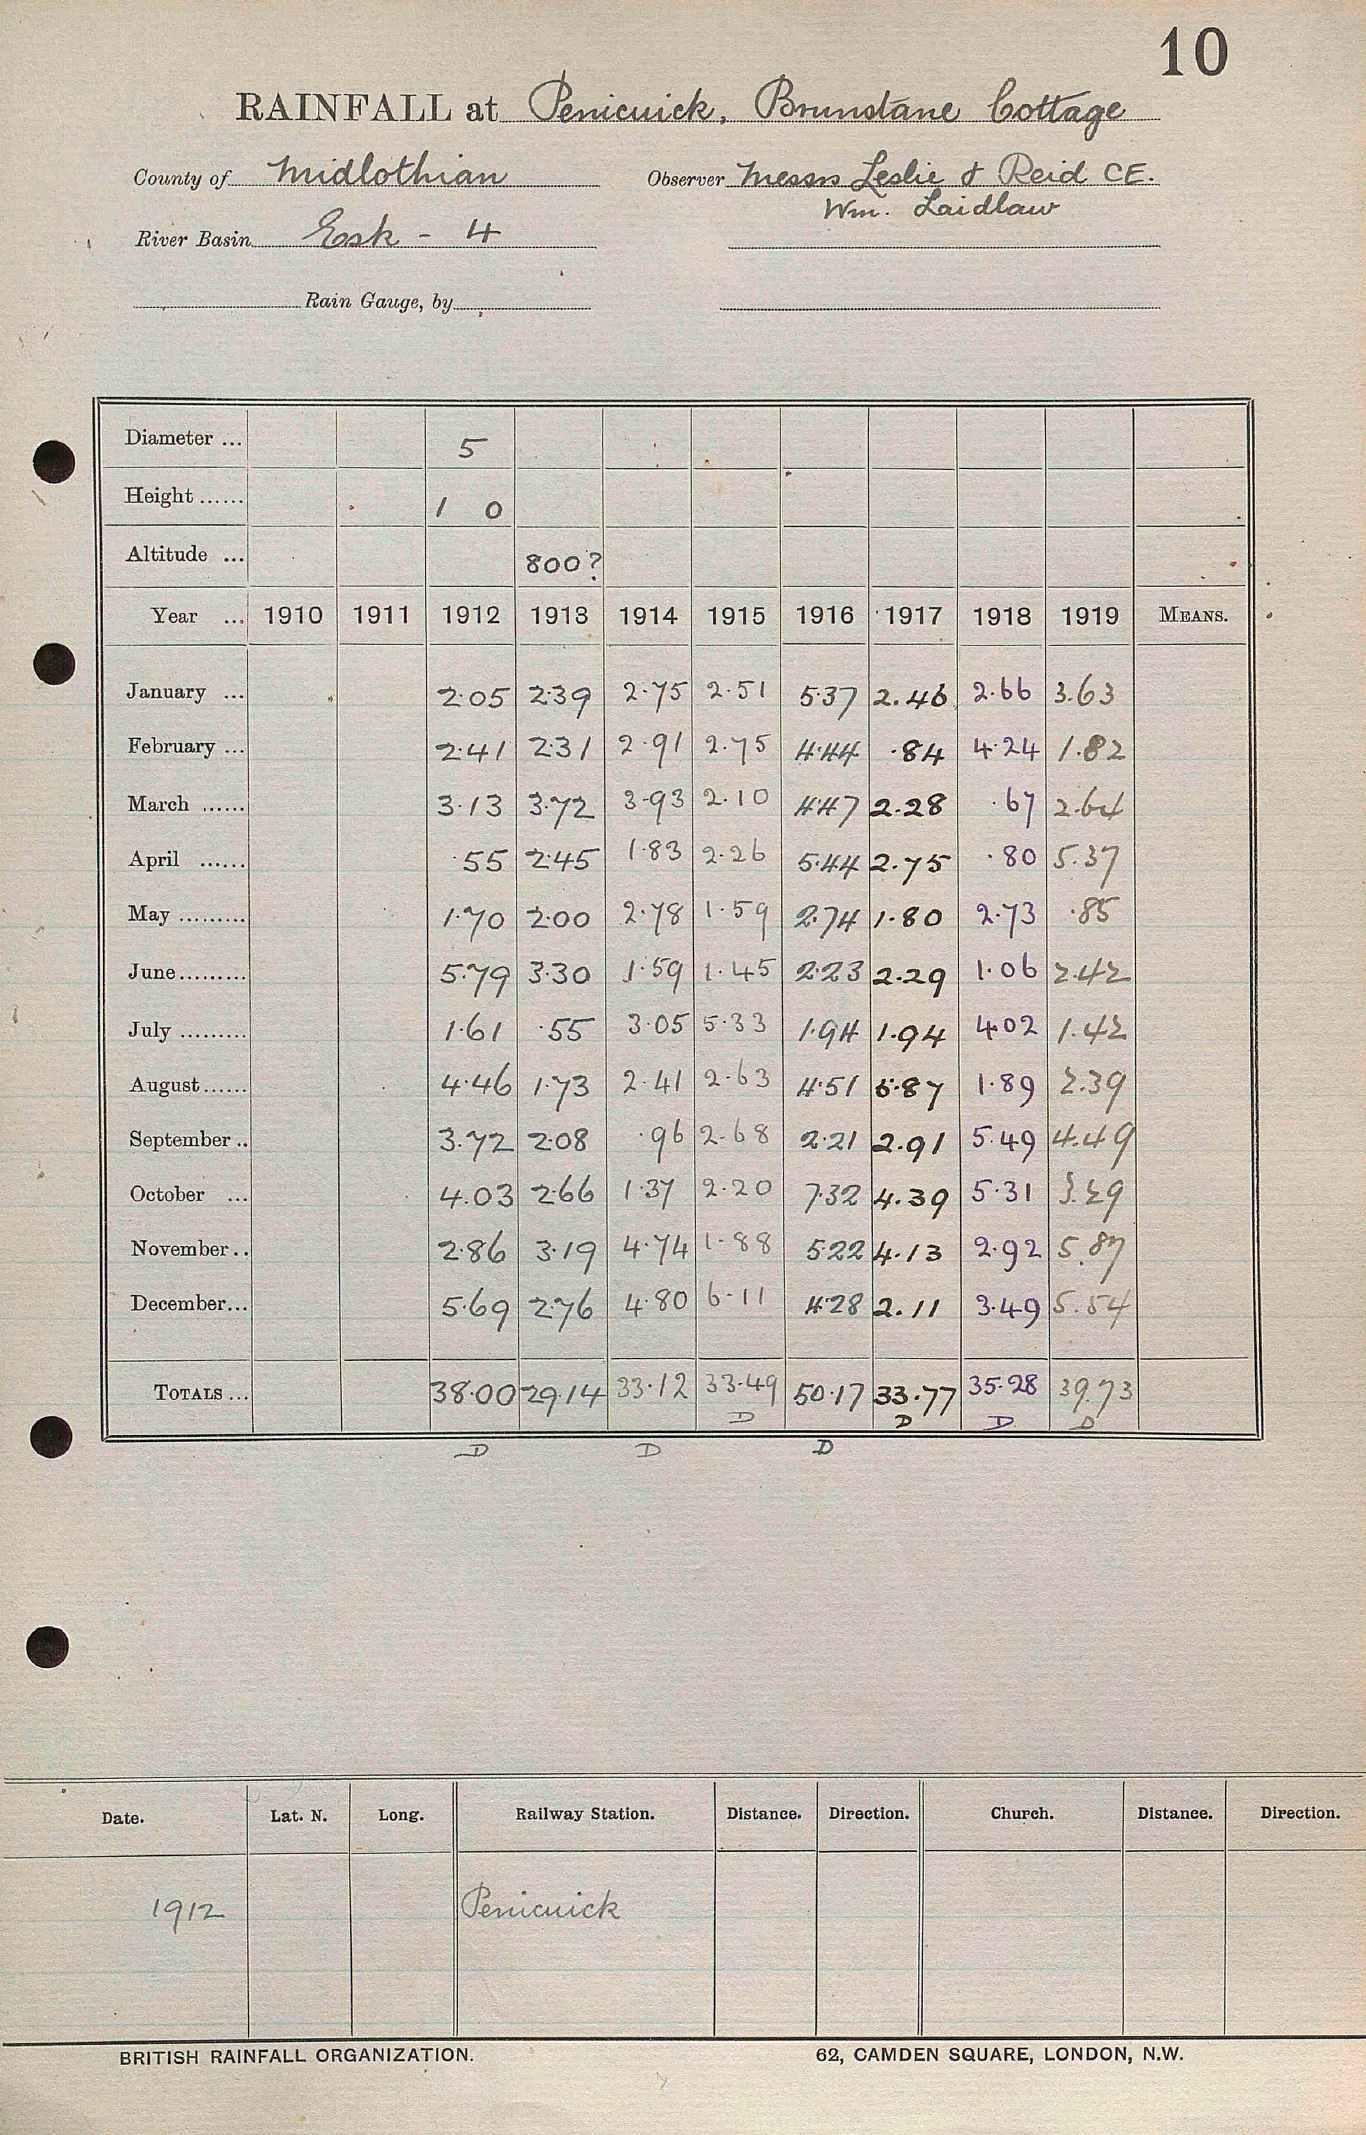 10
RAINFALL at Penicuick, Brunstane Cottage
County of Midlothian Observer Messrs Leslie & Reid CE.
Wm. Laidlaw
River Basin Esk - 4
Rain Gauge, by
Diameter ... 5
Height ...... 1 0
Altitude ... 800?
Year ... 1910 1911 1912 1913 1914 1915 1916 1917 1918 1919 MEANS.
January ... 2.05 2.39 2.75 2.51 5.37 2.46 2.66 3.63
February ... 2.41 2.31 2.91 2.75 4.44 .84 4.24 1.82
March ...... 3.13 3.72 3.93 2.10 4.47 2.28 .67 2.64
April ...... .55 2.45 1.83 2.26 5.44 2.75 .80 5.37
May ......... 1.70 2.00 2.78 1.59 2.74 1.80 2.73 .85
June......... 5.79 3.30 1.59 1.45 2.23 2.29 1.06 2.42
July ......... 1.61 .55 3.05 5.33 1.94 1.94 4.02 1.42
August...... 4.46 1.73 2.41 2.63 4.51 5.87 1.89 2.39
September .. 3.72 2.08 .96 2.68 2.21 2.91 5.49 4.49
October ... 4.03 2.66 1.37 2.20 7.32 4.39 5.31 3.29
November .. 2.86 3.19 4.74 1.88 5.22 4.13 2.92 5.87
December... 5.69 2.76 4.80 6.11 4.28 2.11 3.49 5.54
TOTALS ... 38.00 29.14 33.12 33.49 50.17 33.77 35.28 39.73
D D D D
D D D
Date. Lat. N. Long. Railway Station. Distance. Direction. Church. Distance. Direction.
1912 Penicuick
BRITISH RAINFALL ORGANIZATION. 62, CAMDEN SQUARE, LONDON, N.W.